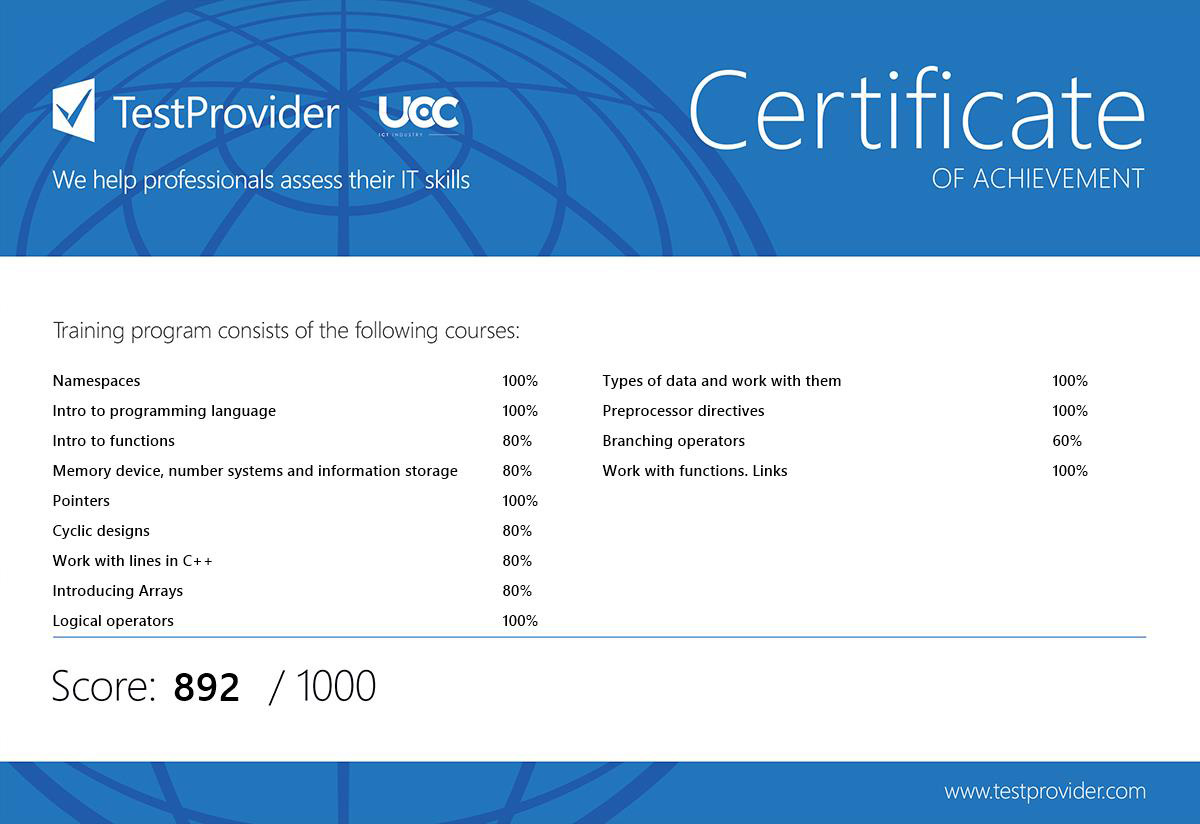 TestProvider
UCC
ICT INDUSTRY
We help professionals assess their IT skills
Certificate
OF ACHIEVEMENT
Training program consists of the following courses:
Namespaces 100%
Intro to programming language 100%
Intro to functions 80%
Memory device, number systems and information storage 80%
Pointers 100%
Cyclic designs 80%
Work with lines in C++ 80%
Introducing Arrays 80%
Logical operators 100%
Types of data and work with them 100%
Preprocessor directives 100%
Branching operators 60%
Work with functions. Links 100%
Score: 892 / 1000
www.testprovider.com